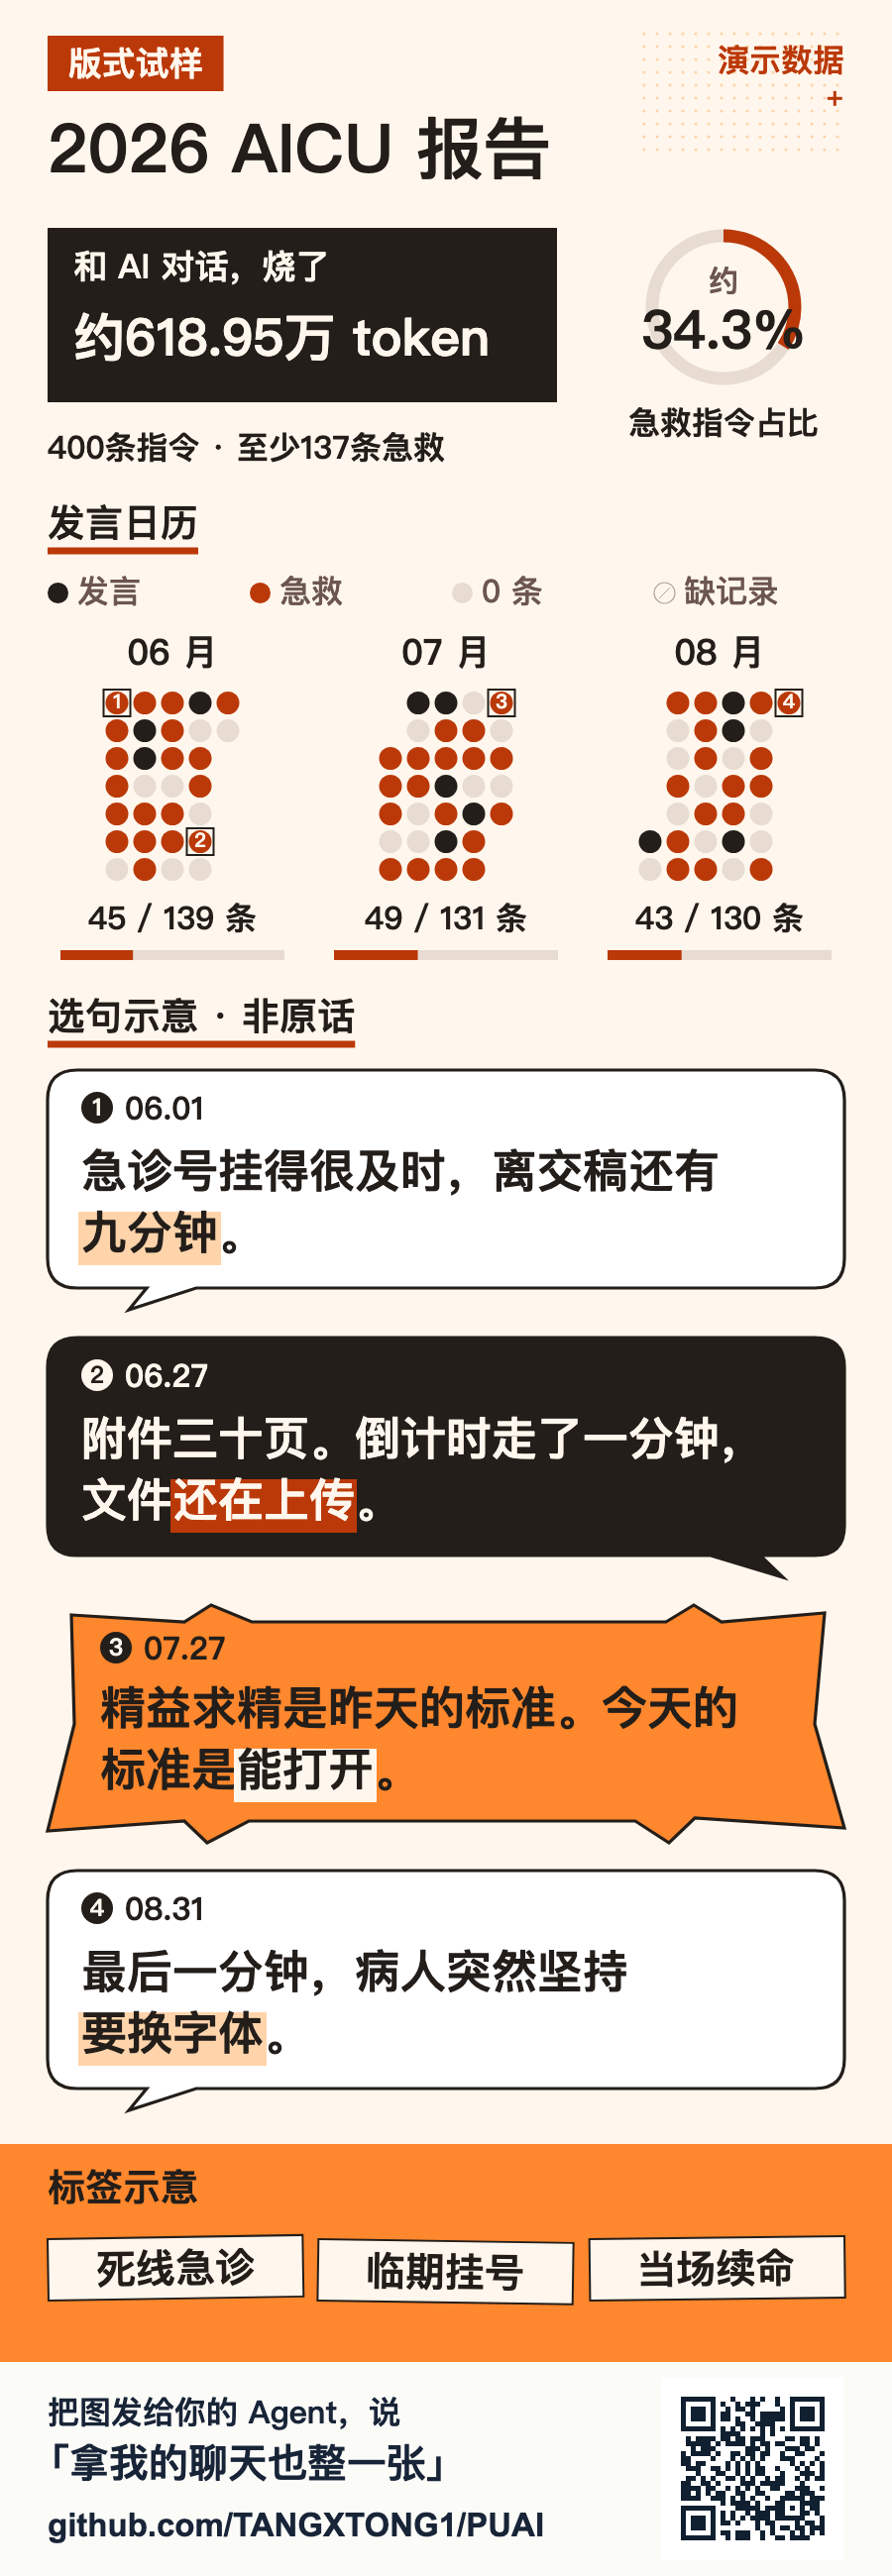 版式试样
演示数据
+
2026 AICU 报告
和 AI 对话，烧了
约618.95万 token
约
34.3%
急救指令占比
400条指令 · 至少137条急救
发言日历
发言
急救
0 条
缺记录
06 月
07 月
08 月
1
3
4
2
45 / 139 条
49 / 131 条
43 / 130 条
选句示意 · 非原话
1 06.01
急诊号挂得很及时，离交稿还有
九分钟。
2 06.27
附件三十页。倒计时走了一分钟，
文件还在上传。
3 07.27
精益求精是昨天的标准。今天的
标准是能打开。
4 08.31
最后一分钟，病人突然坚持
要换字体。
标签示意
死线急诊
临期挂号
当场续命
把图发给你的 Agent，说
「拿我的聊天也整一张」
github.com/TANGXTONG1/PUAI